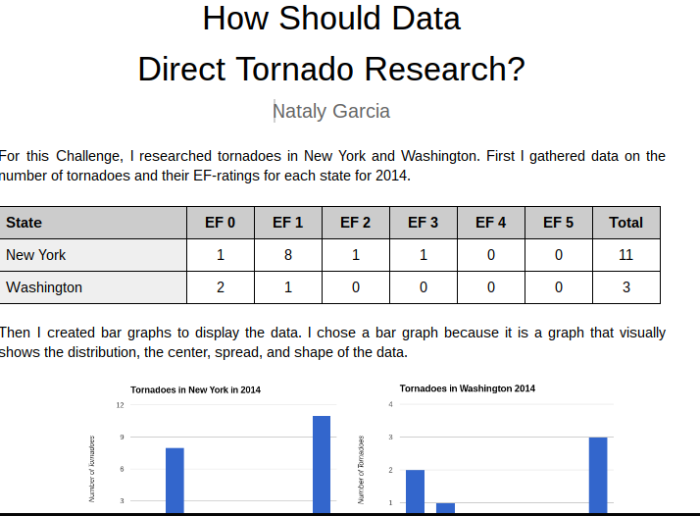 How Should Data
Direct Tornado Research?
Nataly Garcia
For this Challenge, I researched tornadoes in New York and Washington. First I gathered data on the
number of tornadoes and their EF-ratings for each state for 2014.
State EF 0 EF 1 EF 2 EF 3 EF 4 EF 5 Total
New York 1 8 1 1 0 0 11
Washington 2 1 0 0 0 0 3
Then I created bar graphs to display the data. I chose a bar graph because it is a graph that visually
shows the distribution, the center, spread, and shape of the data.
Tornadoes in New York in 2014
12
9
6
3
Number of Tornadoes
Tornadoes in Washington 2014
4
3
2
1
Number of Tornadoes